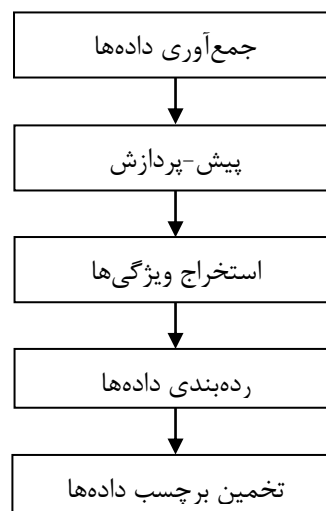 جمع‌آوری داده‌ها
پیش-پردازش
استخراج ویژگی‌ها
رده‌بندی داده‌ها
تخمین برچسب داده‌ها